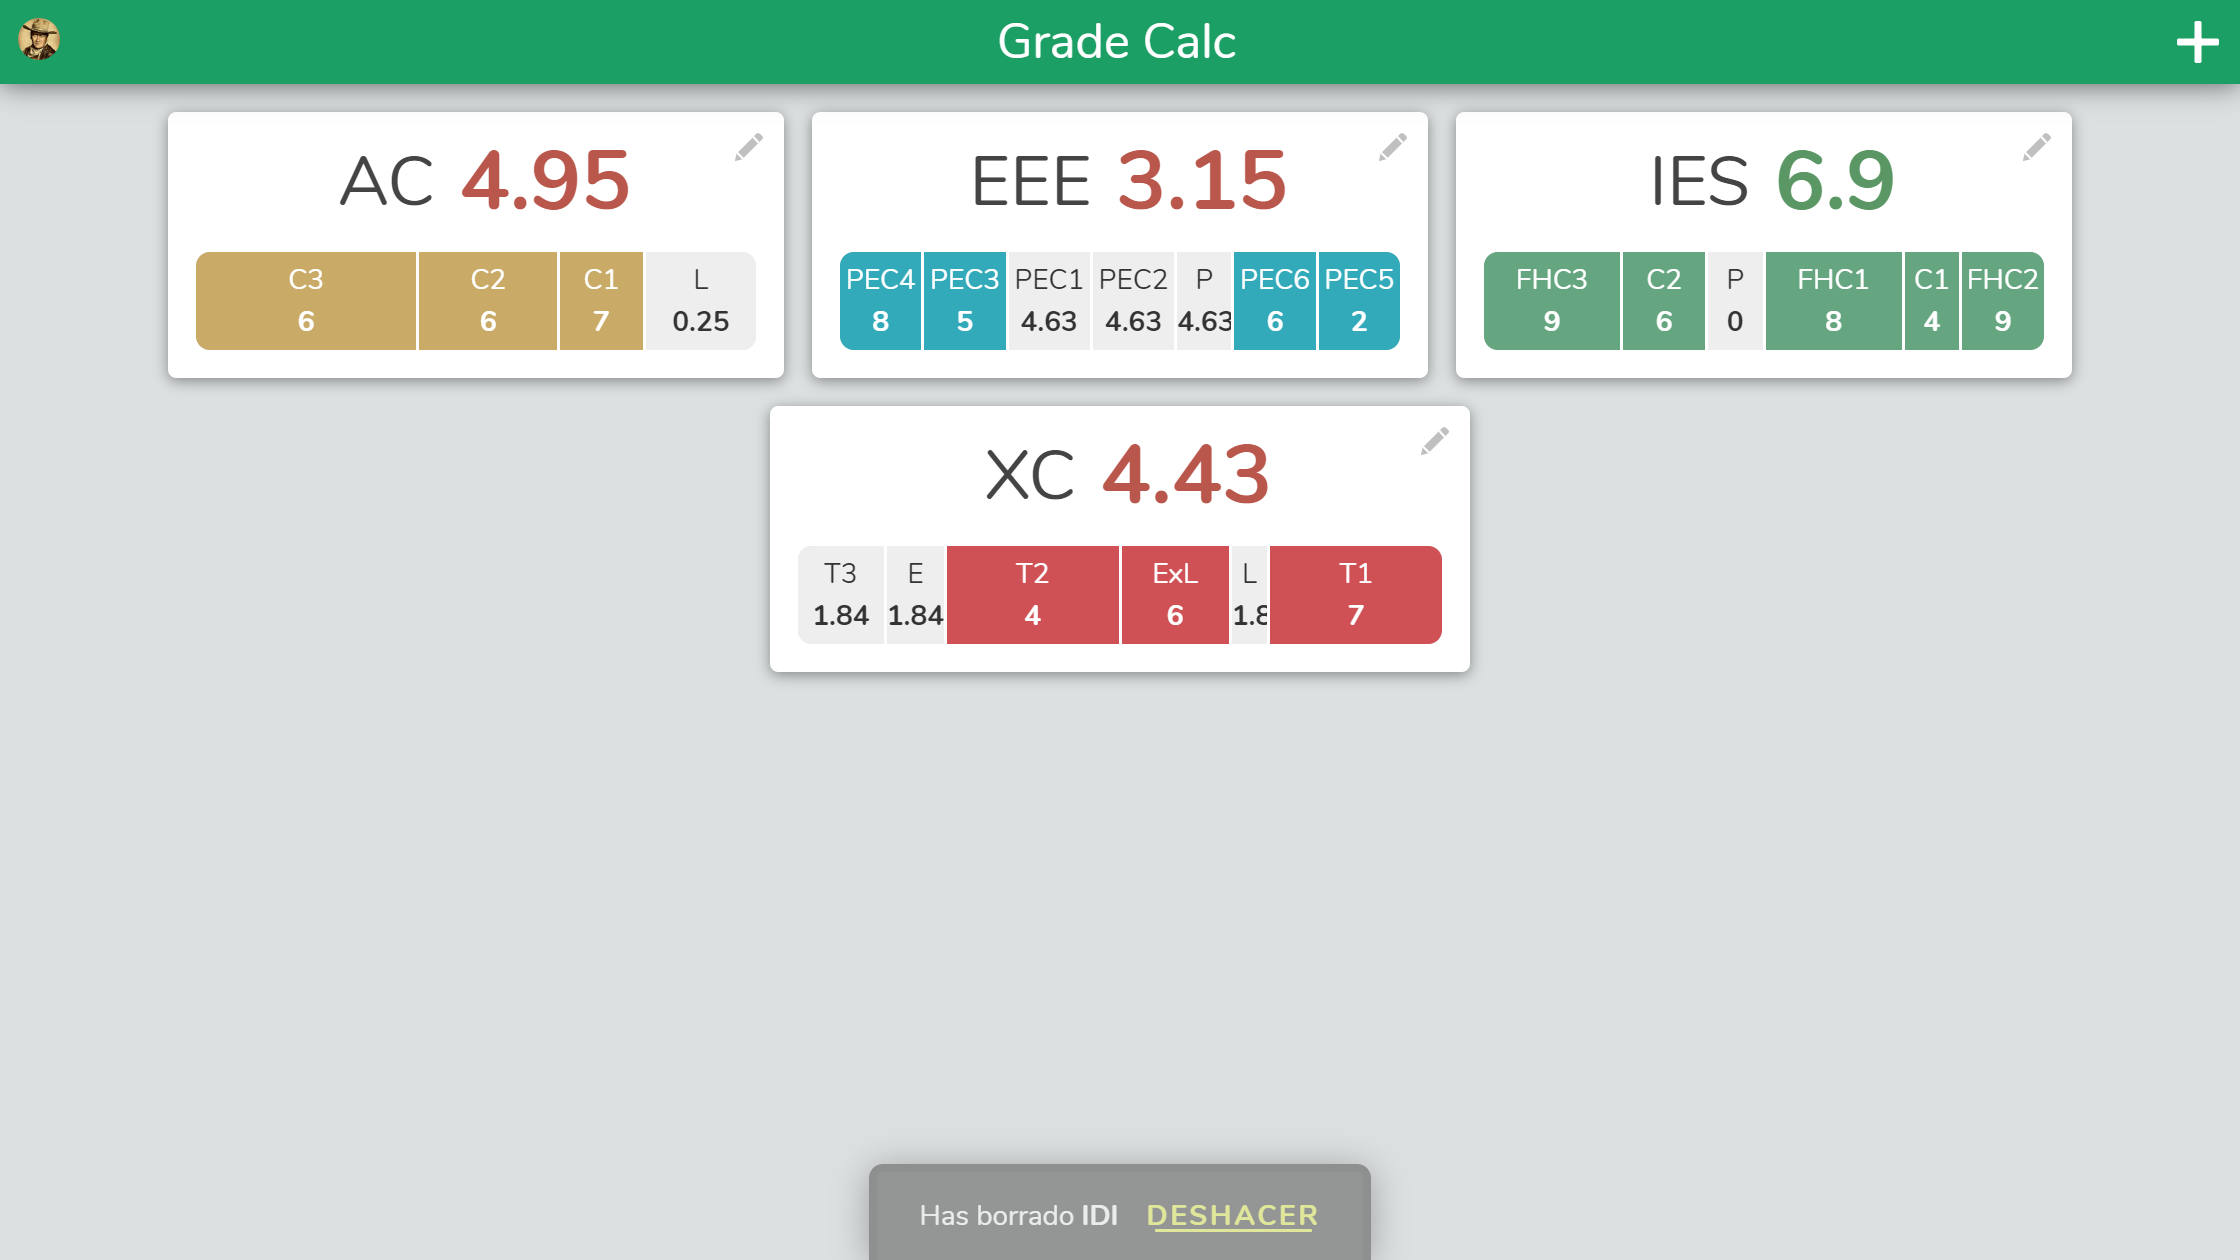 Grade Calc
AC 4.95
C3 C2 C1 L
6 6 7 0.25
EEE 3.15
PEC4 PEC3 PEC1 PEC2 P PEC6 PEC5
8 5 4.63 4.63 4.63 6 2
IES 6.9
FHC3 C2 P FHC1 C1 FHC2
9 6 0 8 4 9
XC 4.43
T3 E T2 ExL L T1
1.84 1.84 4 6 1.8 7
Has borrado IDI DESHACER